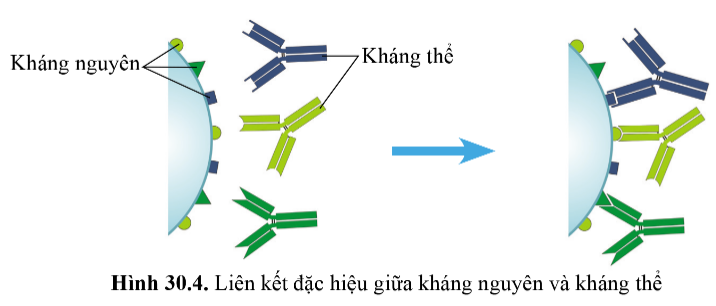 Kháng nguyên
Kháng thể
Hình 30.4. Liên kết đặc hiệu giữa kháng nguyên và kháng thể